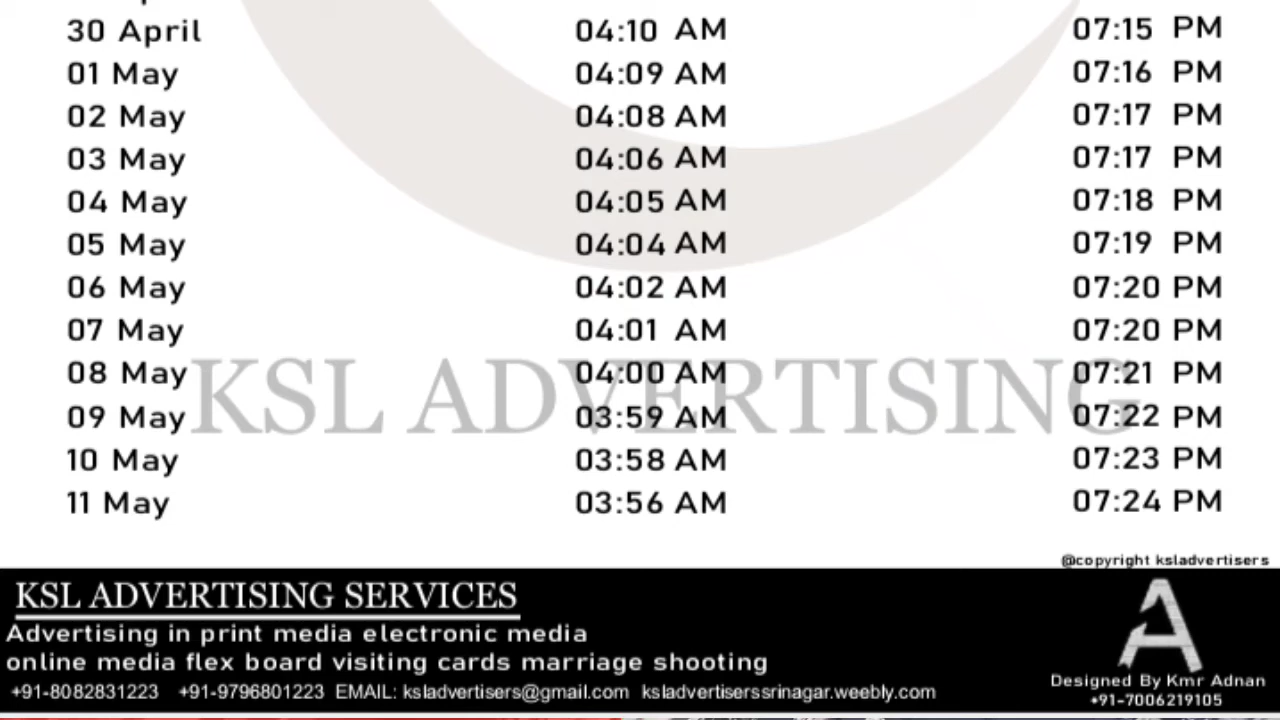 30 April 04:10 AM 07:15 PM
01 May 04:09 AM 07:16 PM
02 May 04:08 AM 07:17 PM
03 May 04:06 AM 07:17 PM
04 May 04:05 AM 07:18 PM
05 May 04:04 AM 07:19 PM
06 May 04:02 AM 07:20 PM
07 May 04:01 AM 07:20 PM
08 May 04:00 AM 07:21 PM
KSL ADVERTISING
09 May 03:59 AM 07:22 PM
10 May 03:58 AM 07:23 PM
11 May 03:56 AM 07:24 PM
@copyright ksladvertisers
KSL ADVERTISING SERVICES
Advertising in print media electronic media
online media flex board visiting cards marriage shooting
+91-8082831223 +91-9796801223 EMAIL: ksladvertisers@gmail.com ksladvertiserssrinagar.weebly.com
Designed By Kmr Adnan
+91-7006219105